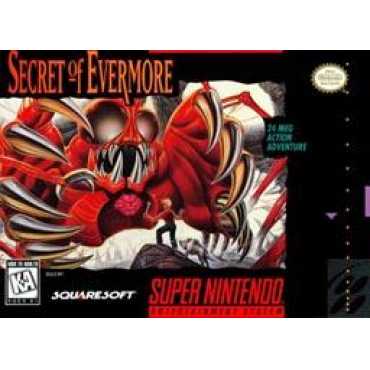 SECRET OF EVERMORE
24 MEG
ACTION
ADVENTURE
K-A
SQUARESOFT
SUPER NINTENDO
ENTERTAINMENT SYSTEM